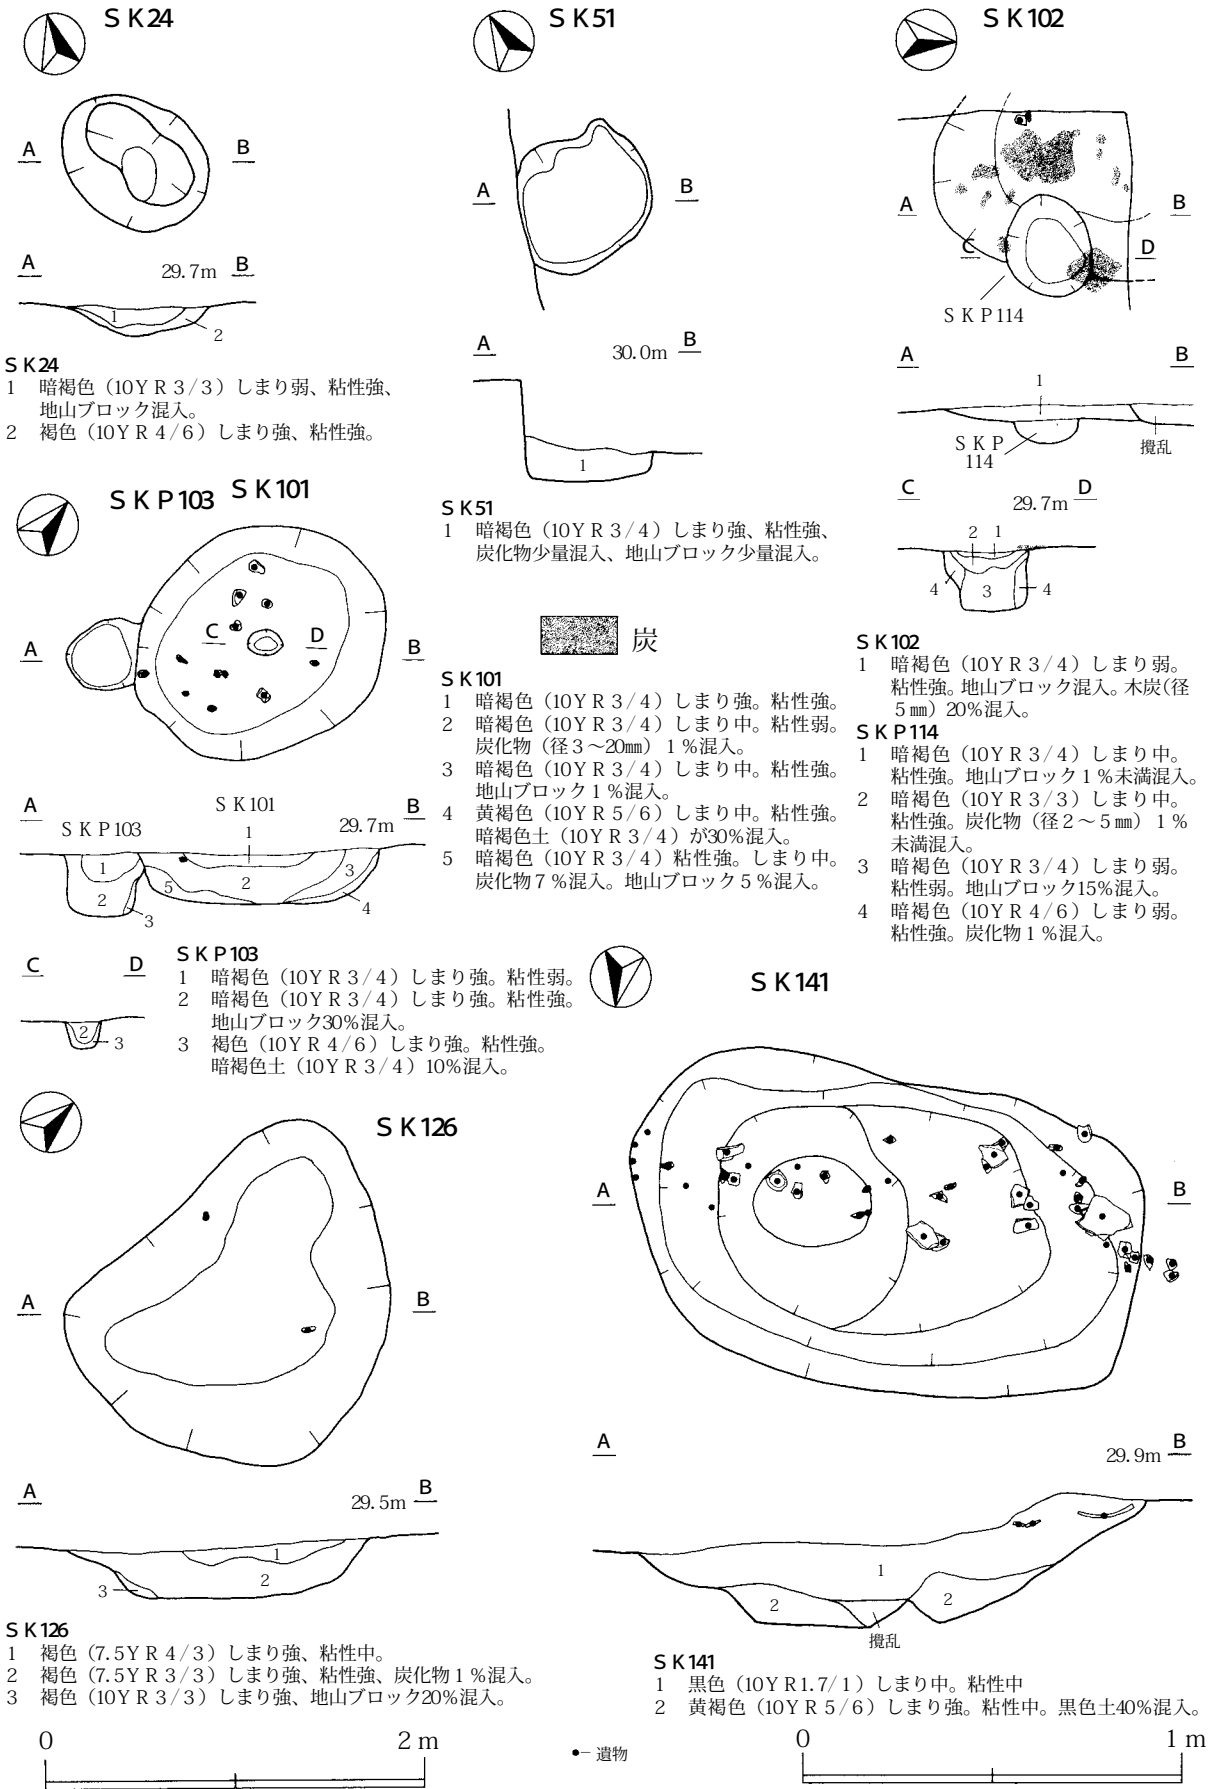 SK24
A
B
A
29.7m
B
1
2
SK24
1 暗褐色（10YR3/3）しまり弱、粘性強、
地山ブロック混入。
2 褐色（10YR4/6）しまり強、粘性強。
SK51
A
B
A
30.0m
B
1
SK51
1 暗褐色（10YR3/4）しまり強、粘性強、
炭化物少量混入、地山ブロック少量混入。
炭
SK102
A
B
C
D
SKP114
A
B
1
SKP
114
攪乱
C
29.7m
D
2 1
4 3 4
SK102
1 暗褐色（10YR3/4）しまり弱。
粘性強。地山ブロック混入。木炭（径
5㎜）20%混入。
SKP114
1 暗褐色（10YR3/4）しまり中。
粘性強。地山ブロック1%未満混入。
2 暗褐色（10YR3/3）しまり中。
粘性強。炭化物（径2～5㎜）1%
未満混入。
3 暗褐色（10YR3/4）しまり弱。
粘性弱。地山ブロック15%混入。
4 暗褐色（10YR4/6）しまり弱。
粘性強。炭化物1%混入。
SKP103 SK101
A
C
D
B
A
SK101
B
SKP103
29.7m
1
1
2
3
5
2
3
4
SK101
1 暗褐色（10YR3/4）しまり強。粘性強。
2 暗褐色（10YR3/4）しまり中。粘性弱。
炭化物（径3～20㎜）1%混入。
3 暗褐色（10YR3/4）しまり中。粘性強。
地山ブロック1%混入。
4 黄褐色（10YR5/6）しまり中。粘性強。
暗褐色土（10YR3/4）が30%混入。
5 暗褐色（10YR3/4）粘性強。しまり中。
炭化物7%混入。地山ブロック5%混入。
C
D
2
3
SKP103
1 暗褐色（10YR3/4）しまり強。粘性弱。
2 暗褐色（10YR3/4）しまり強。粘性強。
地山ブロック30%混入。
3 褐色（10YR4/6）しまり強。粘性強。
暗褐色土（10YR3/4）10%混入。
SK126
A
B
A
29.5m
B
1
2
3
SK126
1 褐色（7.5YR4/3）しまり強、粘性中。
2 褐色（7.5YR3/3）しまり強、粘性強、炭化物1%混入。
3 褐色（10YR3/3）しまり強、地山ブロック20%混入。
SK141
A
B
A
29.9m
B
1
2
2
攪乱
SK141
1 黒色（10YR1.7/1）しまり中。粘性中
2 黄褐色（10YR5/6）しまり強。粘性中。黒色土40%混入。
0 2m
遺物
0 1m